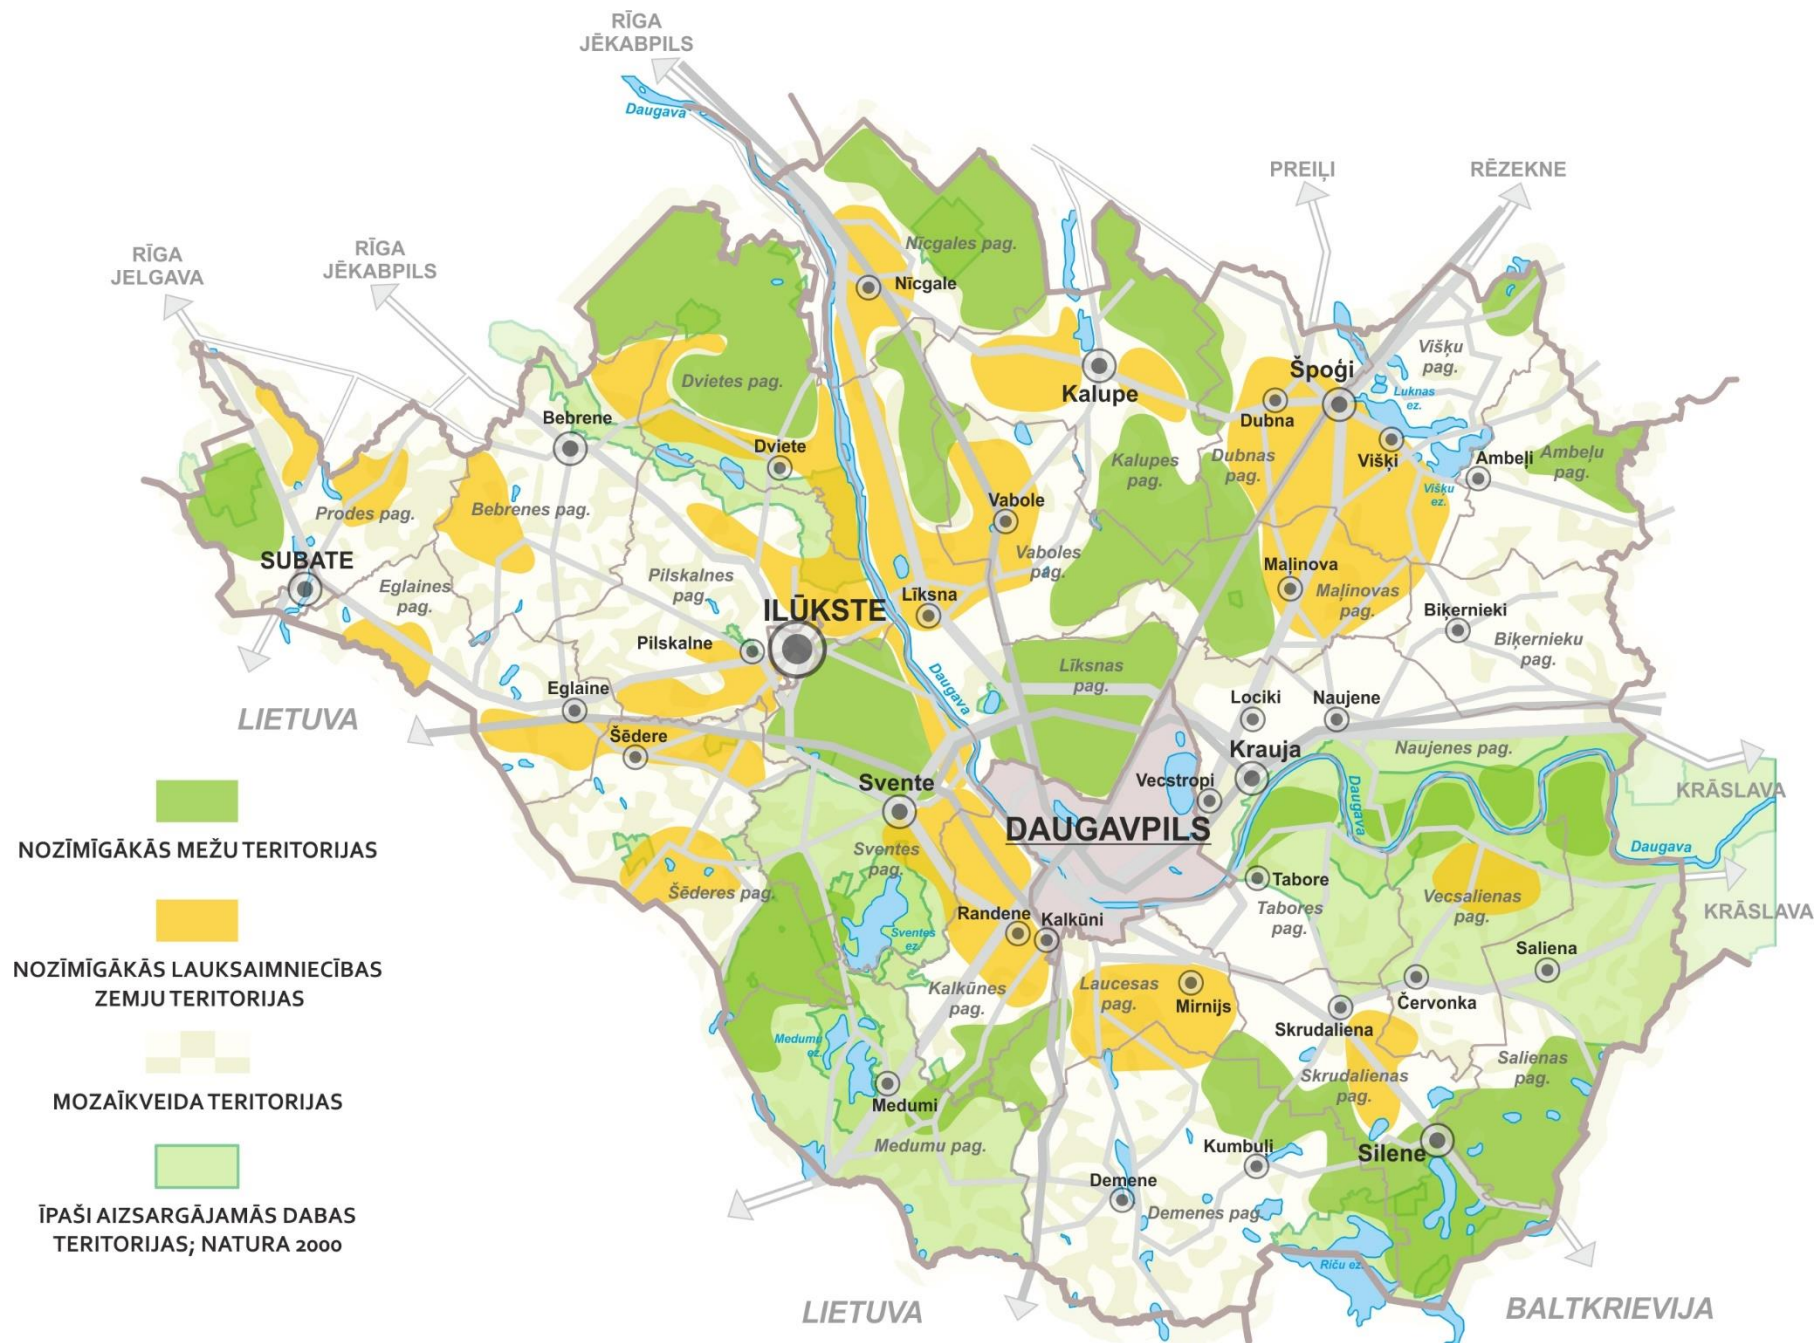 RĪGA
JĒKABPILS
Daugava
PREIĻI
RĒZEKNE
RĪGA
JELGAVA
RĪGA
JĒKABPILS
Nīcgales pag.
Nīcgale
Višķu
pag.
Špoģi
Luknas
ez.
Kalupe
Dubna
Dvietes pag.
Bebrene
Dviete
Višķi
Ambeļi
Ambeļu
pag.
Kalupes
pag.
Dubnas
pag.
Višķu
ez.
Prodes pag.
Bebrenes pag.
Vabole
Vaboles
pag.
SUBATE
Eglaines
pag.
Pilskalnes
pag.
ILŪKSTE
Līksna
Maļinova
Maļinovas
pag.
Biķernieki
Biķernieku
pag.
Pilskalne
Līksnas
pag.
Daugava
Eglaine
Lociki
Naujene
LIETUVA
Šēdere
Krauja
Naujenes pag.
Svente
Vecstropi
Daugava
KRĀSLAVA
DAUGAVPILS
Daugava
NOZĪMĪGĀKĀS MEŽU TERITORIJAS
Sventes
pag.
Šēderes pag.
Tabore
Tabores
pag.
Vecsalienas
pag.
KRĀSLAVA
Randene
Kalkūni
Sventes
ez.
Saliena
NOZĪMĪGĀKĀS LAUKSAIMNIECĪBAS
ZEMJU TERITORIJAS
Kalkūnes
pag.
Laucesas
pag.
Mirnijs
Červonka
Skrudaliena
Medumu
ez.
Skrudalienas
pag.
Salienas
pag.
MOZAĪKVEIDA TERITORIJAS
Medumi
Medumu pag.
Kumbuļi
Silene
Demene
Demenes pag.
ĪPAŠI AIZSARGĀJAMĀS DABAS
TERITORIJAS; NATURA 2000
Riču ez.
LIETUVA
BALTKRIEVIJA